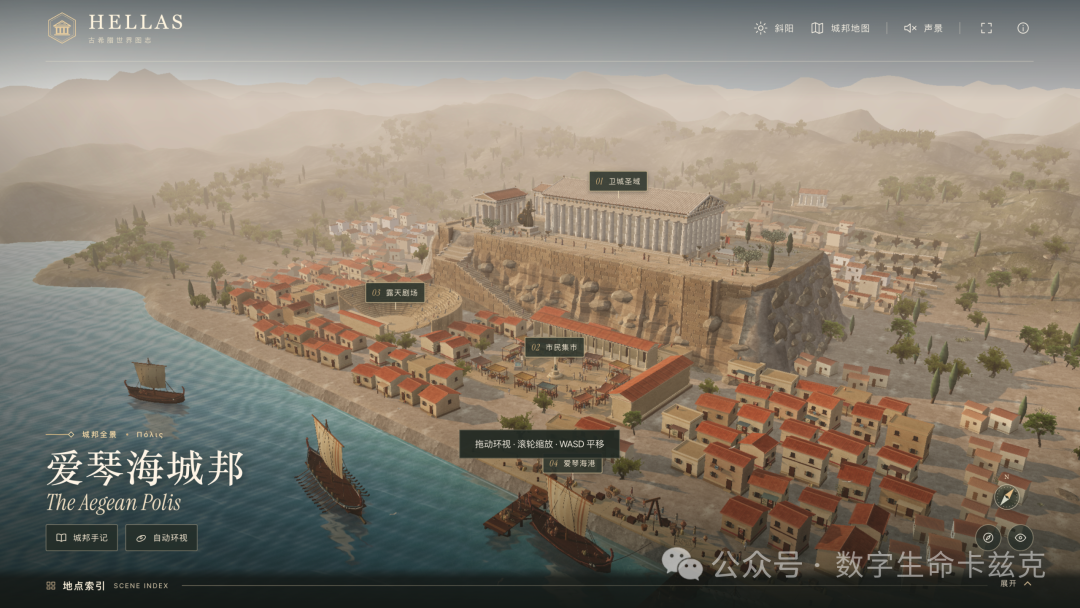 HELLAS
古希腊世界图志
斜阳
城邦地图
声景
01 卫城圣域
03 露天剧场
02 市民集市
拖动环视 · 滚轮缩放 · WASD 平移
04 爱琴海港
城邦全景 · Πόλις
爱琴海城邦
The Aegean Polis
城邦手记
自动环视
N
地点索引 SCENE INDEX
展开
公众号 · 数字生命卡兹克